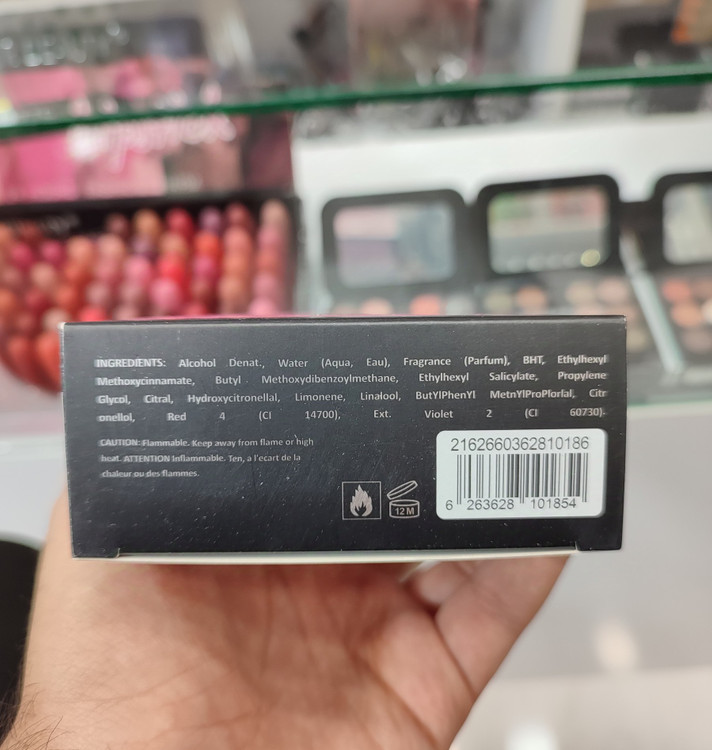 INGREDIENTS: Alcohol Denat., Water (Aqua, Eau), Fragrance (Parfum), BHT, Ethylhexyl
Methoxycinnamate, Butyl Methoxydibenzoylmethane, Ethylhexyl Salicylate, Propylene
Glycol, Citral, Hydroxycitronellal, Limonene, Linalool, ButYlPhenYl MetnYlProPlorlal, Citr
onellol, Red 4 (CI 14700), Ext. Violet 2 (CI 60730).
CAUTION: Flammable. Keep away from flame or high
heat. ATTENTION Inflammable. Ten, a l'ecart de la
chaleur ou des flammes.
12 M
2162660362810186
6 263628 101854